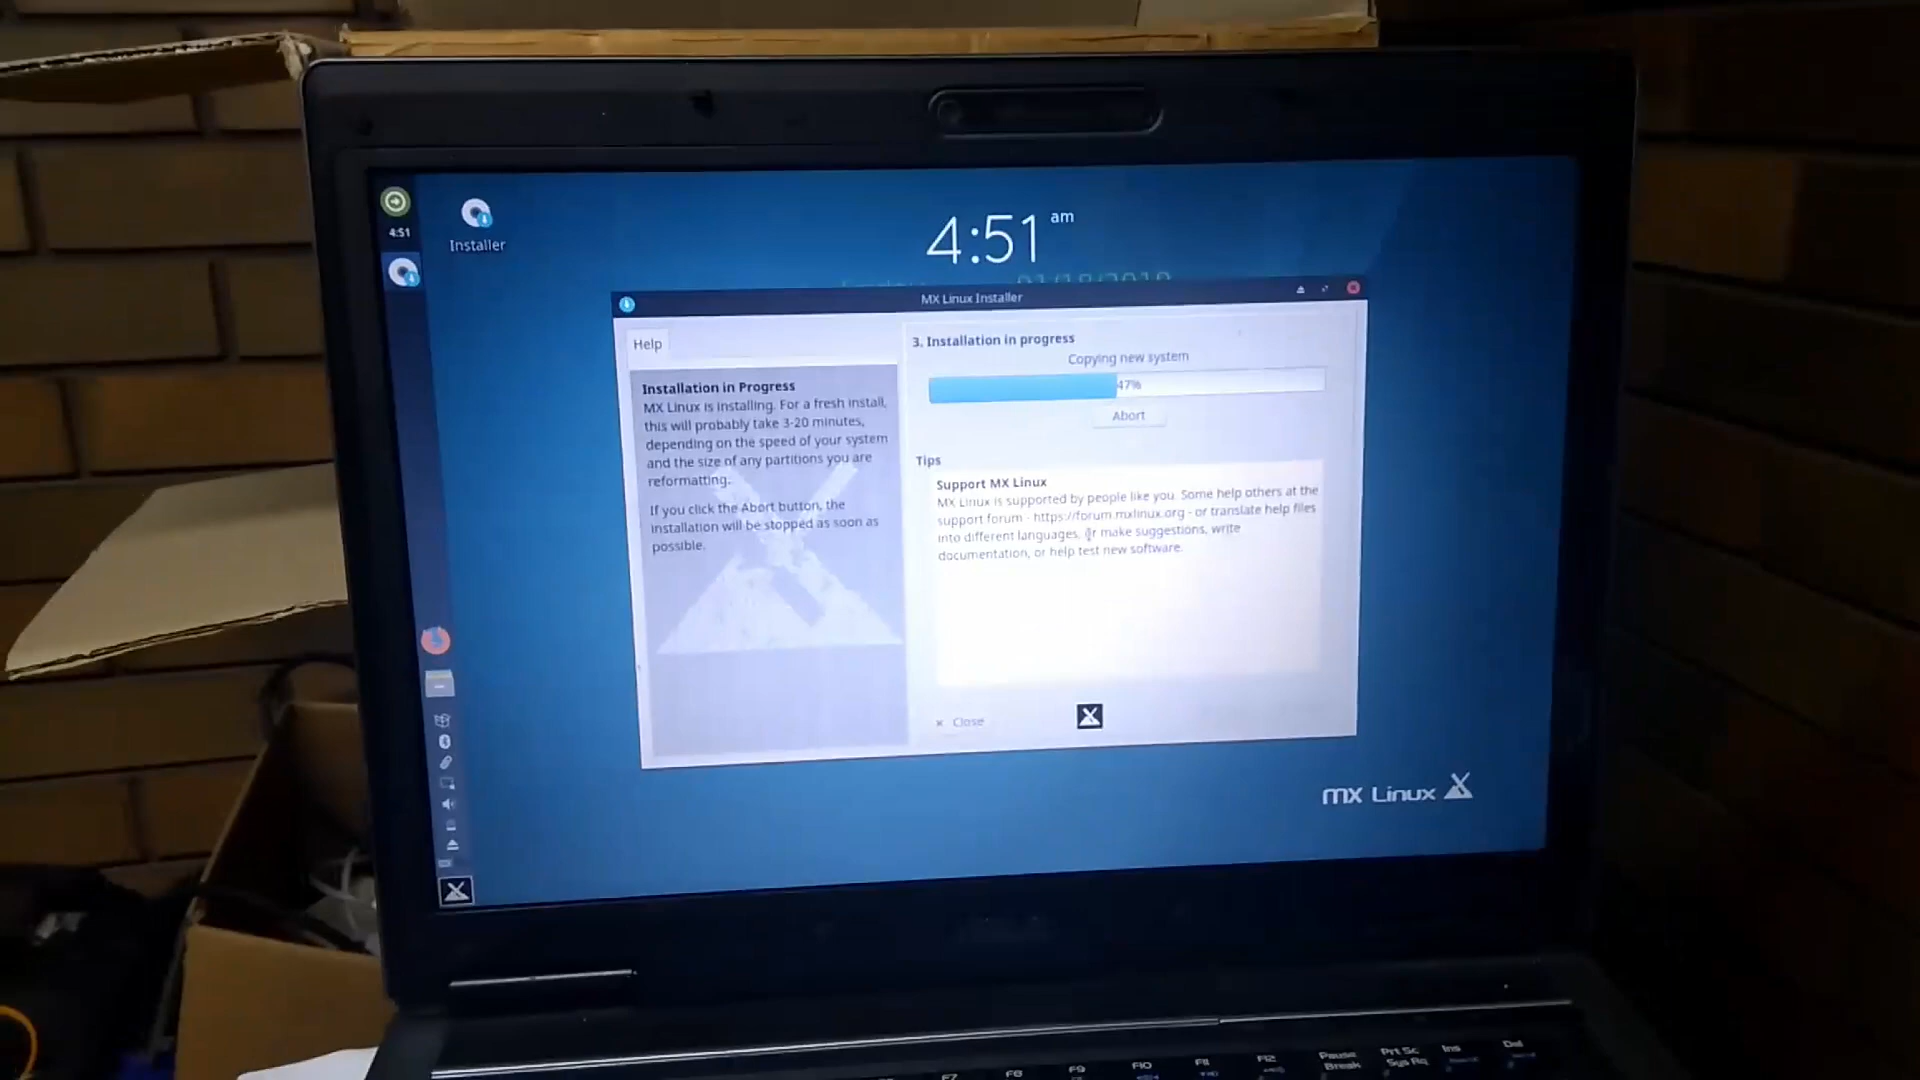 4:51
Installer
4:51 am
01/18/2019
MX Linux Installer
Help
Installation in Progress
MX Linux is installing. For a fresh install,
this will probably take 3-20 minutes,
depending on the speed of your system
and the size of any partitions you are
reformatting.
If you click the Abort button, the
installation will be stopped as soon as
possible.
3. Installation in progress
Copying new system
47%
Abort
Tips
Support MX Linux
MX Linux is supported by people like you. Some help others at the
support forum - https://forum.mxlinux.org - or translate help files
into different languages, or make suggestions, write
documentation, or help test new software.
Close
mx Linux
F7 F8 F9 F10 F11 F12 Pause Break Prt Sc Sys Rq Ins Del